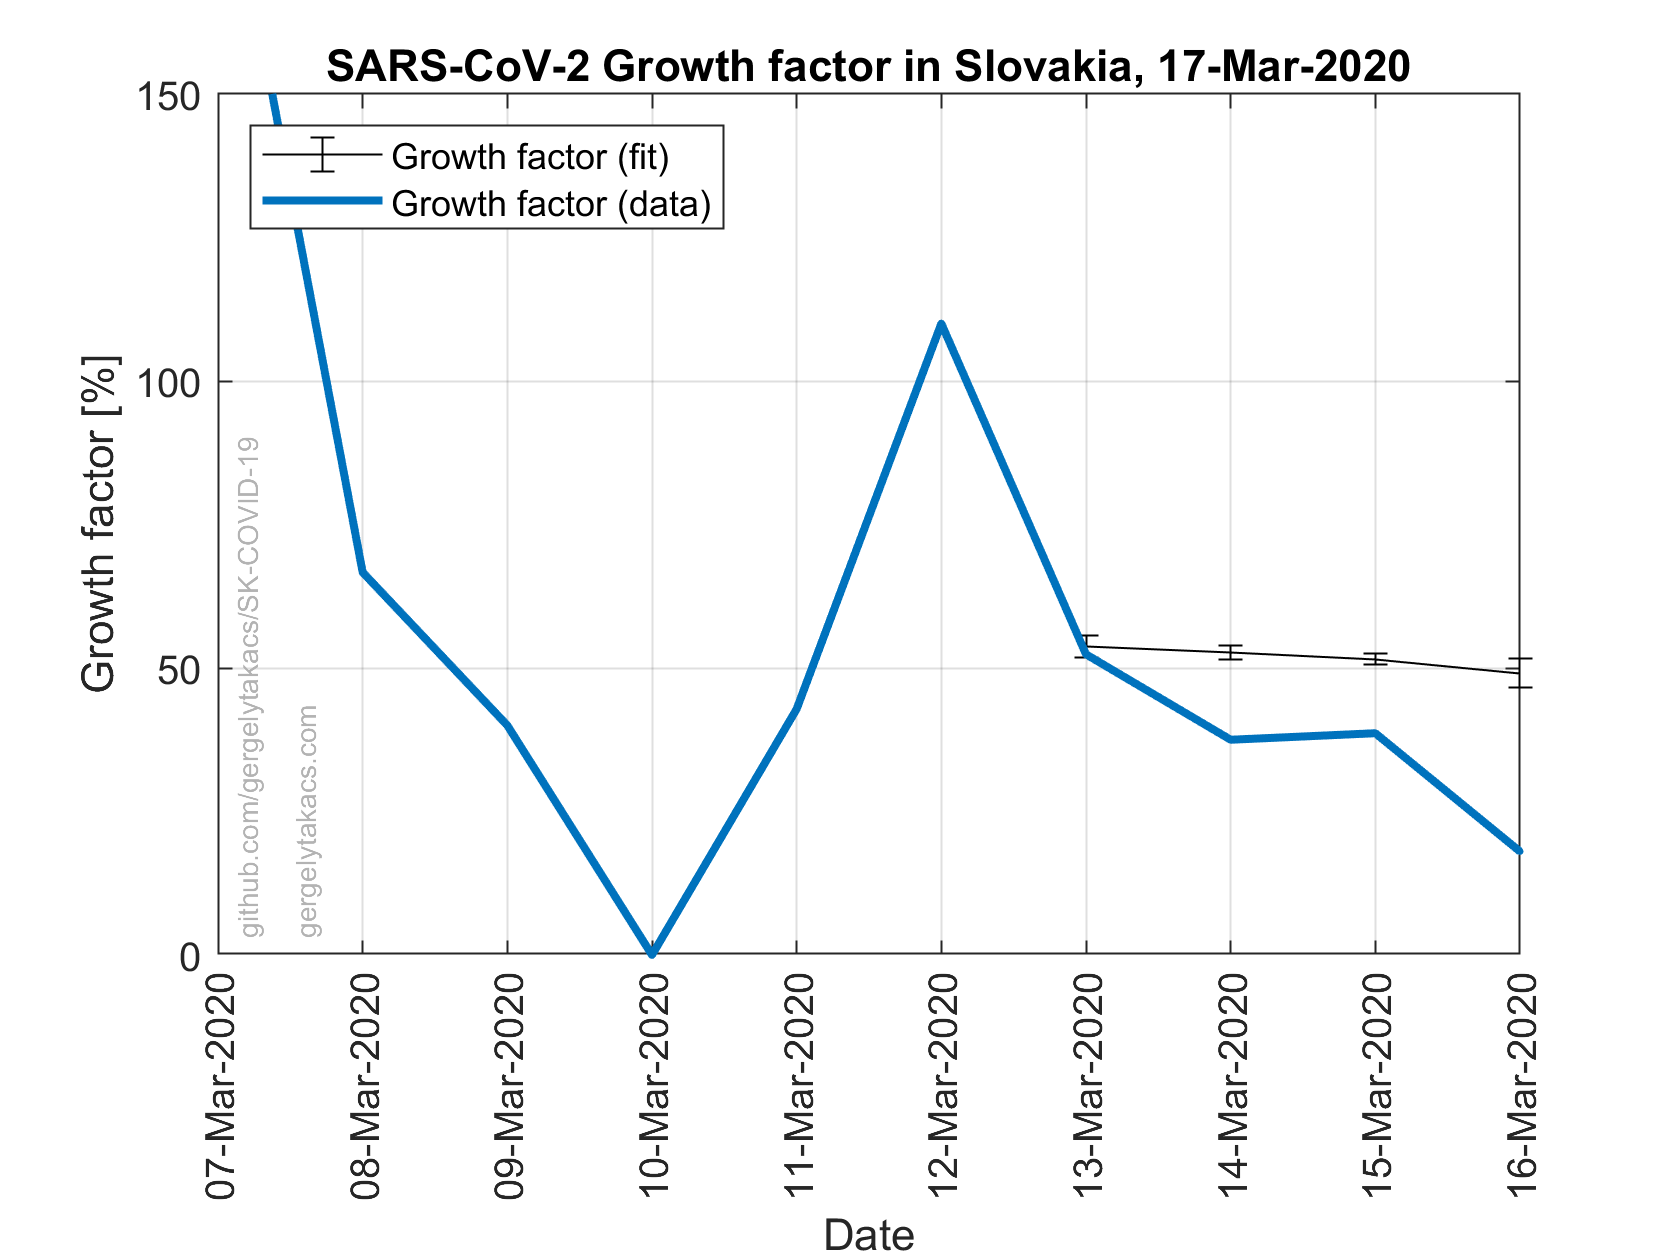 SARS-CoV-2 Growth factor in Slovakia, 17-Mar-2020
150
100
50
0
Growth factor [%]
Growth factor (fit)
Growth factor (data)
github.com/gergelytakacs/SK-COVID-19
gergelytakacs.com
07-Mar-2020
08-Mar-2020
09-Mar-2020
10-Mar-2020
11-Mar-2020
12-Mar-2020
13-Mar-2020
14-Mar-2020
15-Mar-2020
16-Mar-2020
Date